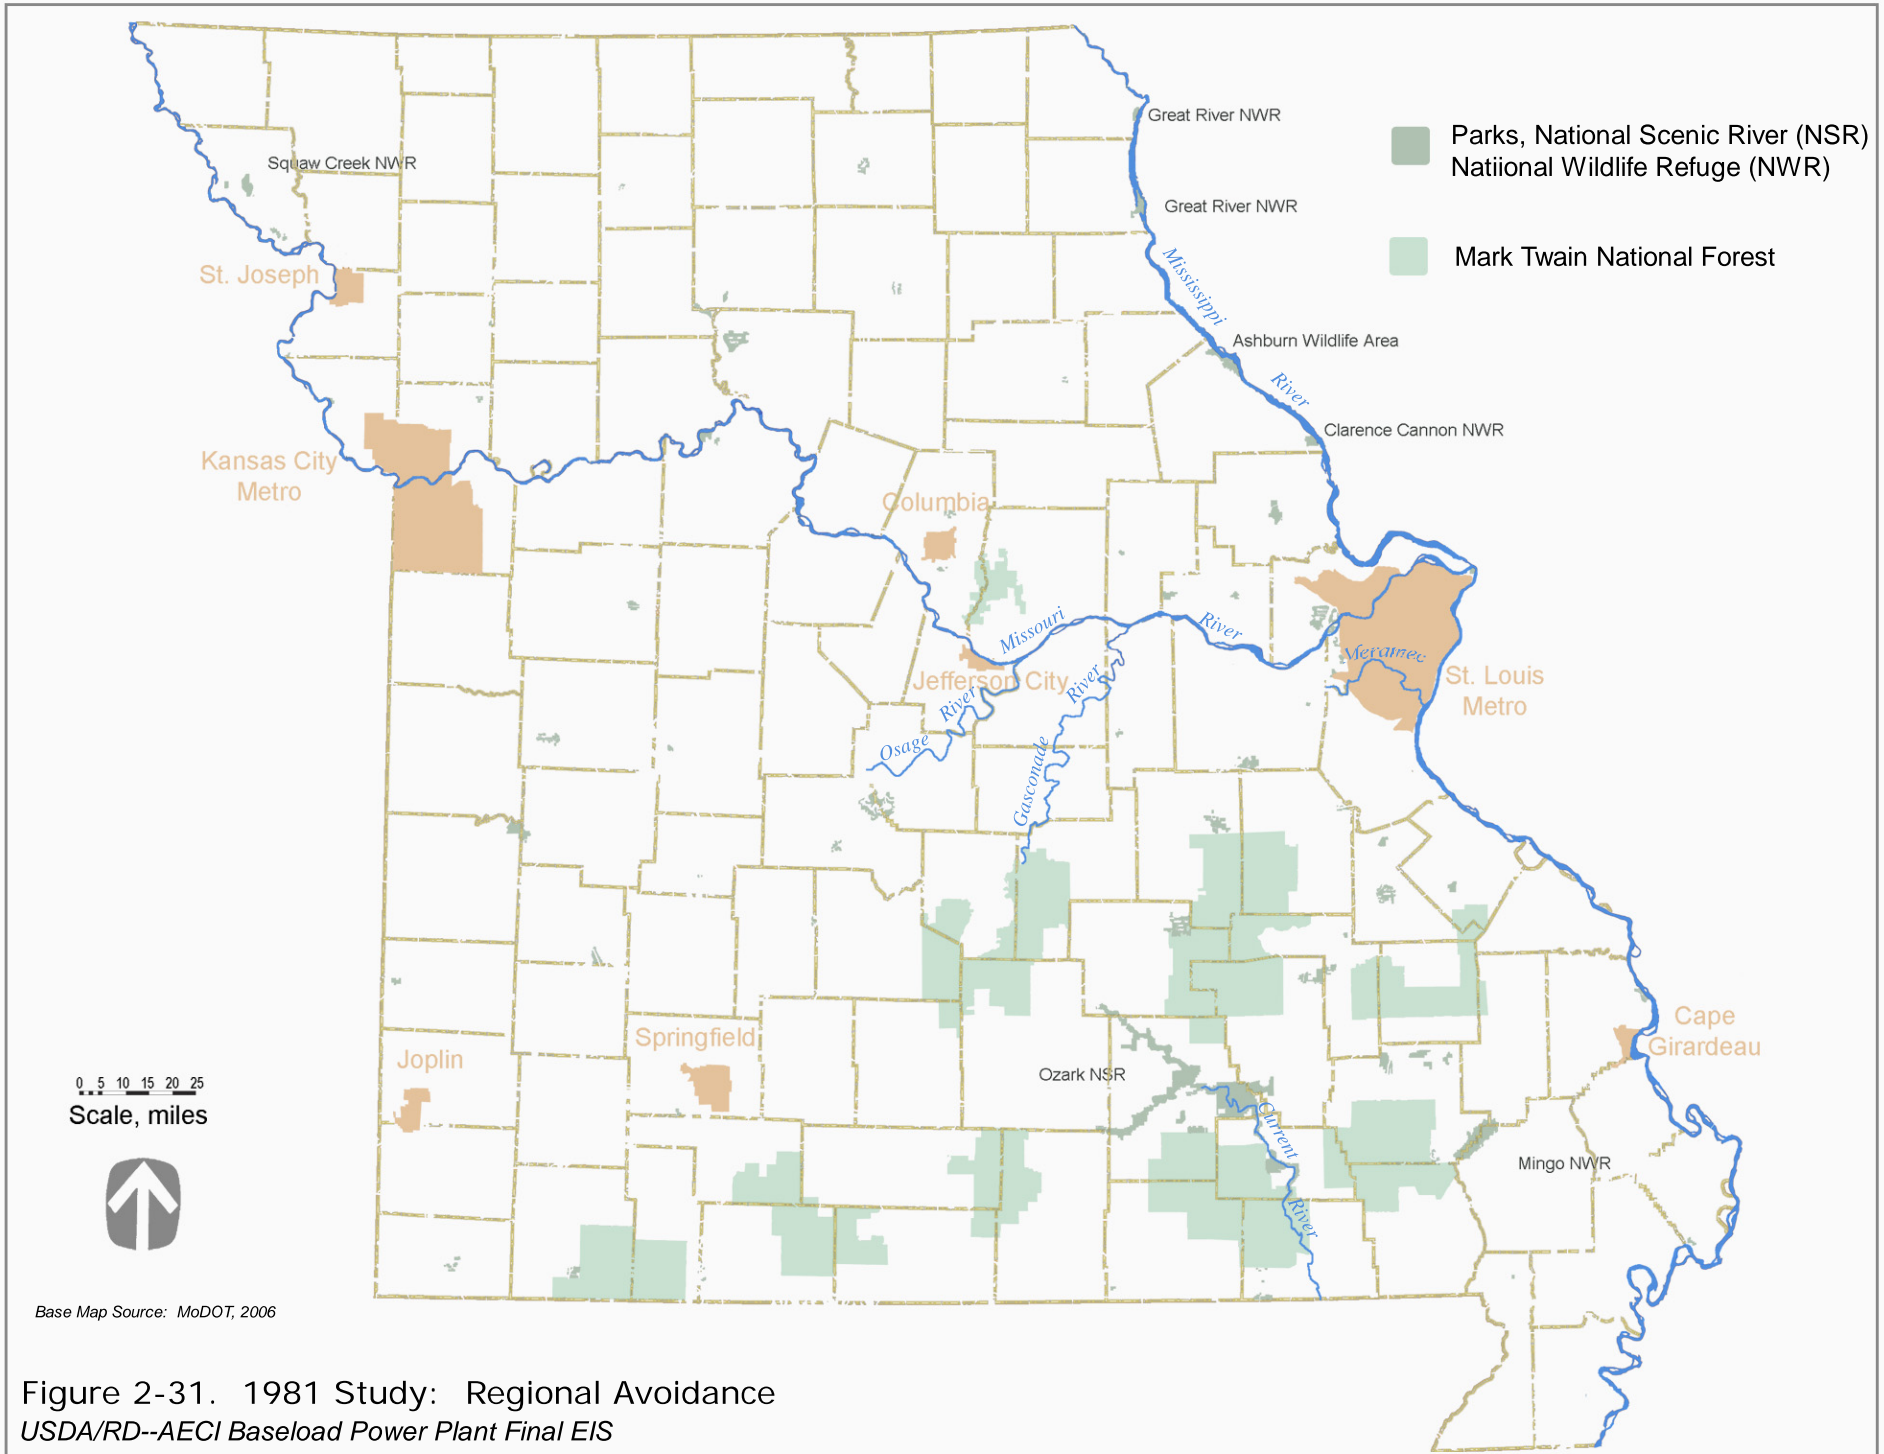 Great River NWR
Parks, National Scenic River (NSR)
Natiional Wildlife Refuge (NWR)
Squaw Creek NWR
Great River NWR
Mark Twain National Forest
St. Joseph
Mississippi
River
Ashburn Wildlife Area
Clarence Cannon NWR
Kansas City
Metro
Columbia
Missouri
River
Meramec
St. Louis
Metro
Jefferson City
Osage
River
Gasconade
River
Cape
Girardeau
Springfield
Joplin
Ozark NSR
Current
River
Mingo NWR
0 5 10 15 20 25
Scale, miles
Base Map Source: MoDOT, 2006
Figure 2-31. 1981 Study: Regional Avoidance
USDA/RD--AECI Baseload Power Plant Final EIS